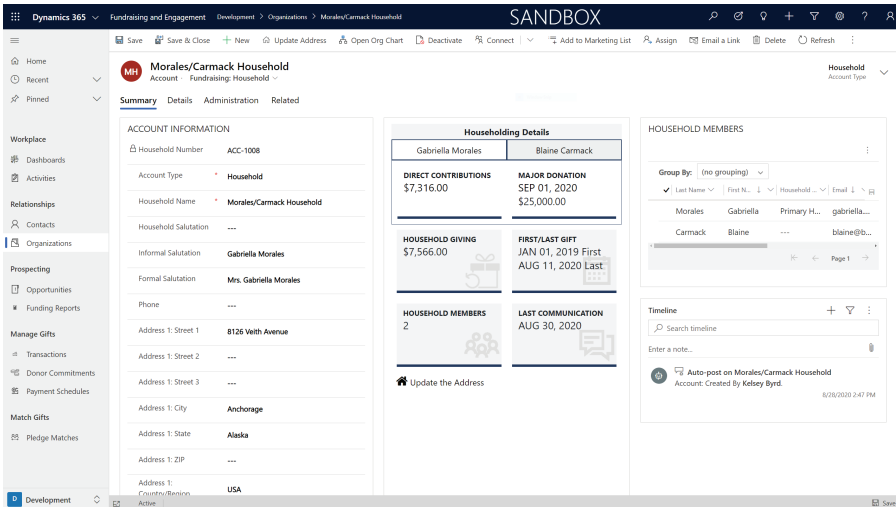 Dynamics 365 Fundraising and Engagement Development > Organizations > Morales/Carmack Household SANDBOX
Save Save & Close New Update Address Open Org Chart Deactivate Connect Add to Marketing List Assign Email a Link Delete Refresh
Home
Recent
Pinned
Workplace
Dashboards
Activities
Relationships
Contacts
Organizations
Prospecting
Opportunities
Funding Reports
Manage Gifts
Transactions
Donor Commitments
Payment Schedules
Match Gifts
Pledge Matches
D Development
MH
Morales/Carmack Household
Account · Fundraising: Household
Household
Account Type
Summary Details Administration Related
ACCOUNT INFORMATION
Household Number ACC-1008
Account Type * Household
Household Name * Morales/Carmack Household
Household Salutation ---
Informal Salutation Gabriella Morales
Formal Salutation Mrs. Gabriella Morales
Phone ---
Address 1: Street 1 8126 Veith Avenue
Address 1: Street 2 ---
Address 1: Street 3 ---
Address 1: City Anchorage
Address 1: State Alaska
Address 1: ZIP ---
Address 1:
Country/Region USA
Householding Details
Gabriella Morales Blaine Carmack
DIRECT CONTRIBUTIONS
$7,316.00
MAJOR DONATION
SEP 01, 2020
$25,000.00
HOUSEHOLD GIVING
$7,566.00
FIRST/LAST GIFT
JAN 01, 2019 First
AUG 11, 2020 Last
HOUSEHOLD MEMBERS
2
LAST COMMUNICATION
AUG 30, 2020
Update the Address
HOUSEHOLD MEMBERS
Group By: (no grouping)
Last Name First N... Household ... Email
Morales Gabriella Primary H... gabriella....
Carmack Blaine --- blaine@b...
Page 1
Timeline
Search timeline
Enter a note...
Auto-post on Morales/Carmack Household
Account: Created By Kelsey Byrd.
8/28/2020 2:47 PM
Active
Save